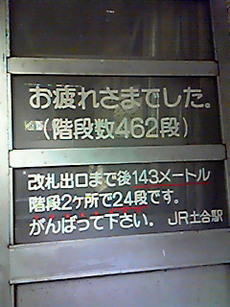 お疲れさまでした。
(階段数462段)
改札出口まで後143メートル
階段2ヶ所で24段です。
がんばって下さい。 JR土合駅